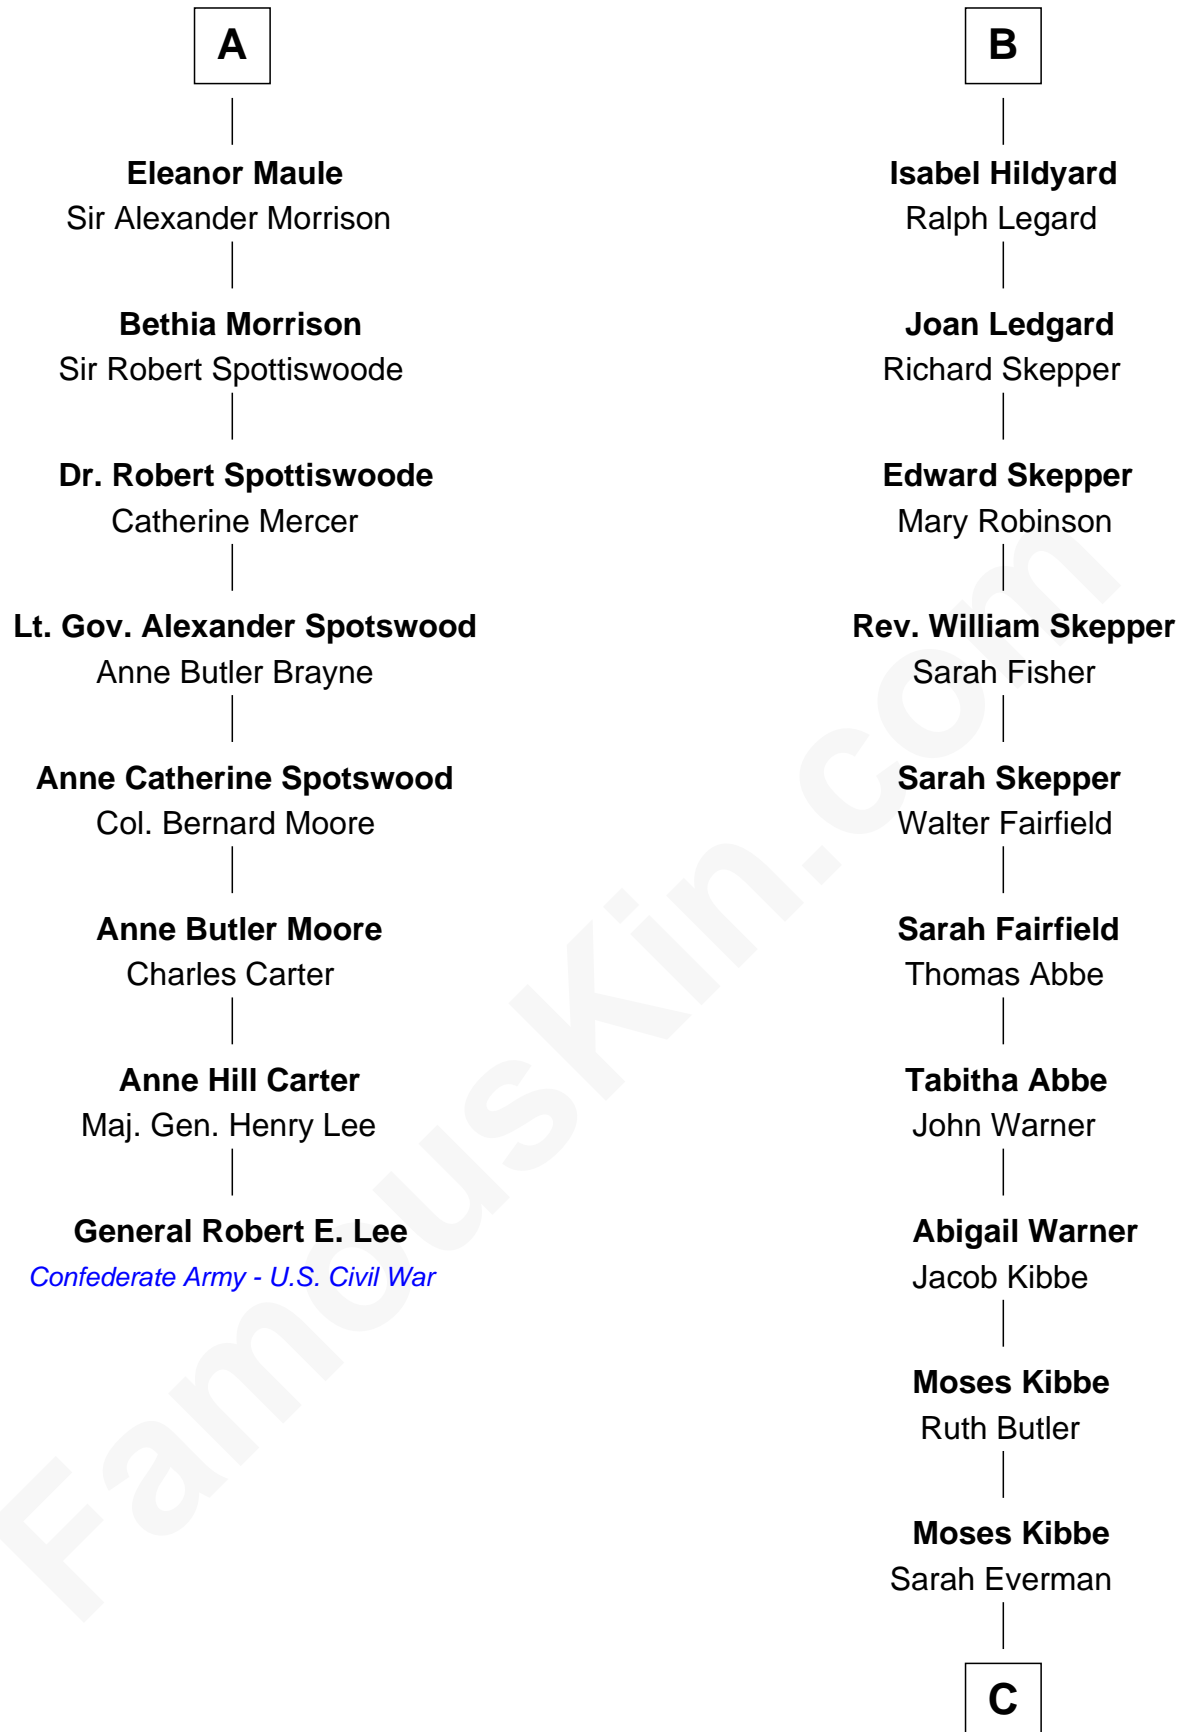 A
Eleanor Maule
Sir Alexander Morrison
Bethia Morrison
Sir Robert Spottiswoode
Dr. Robert Spottiswoode
Catherine Mercer
Lt. Gov. Alexander Spotswood
Anne Butler Brayne
Anne Catherine Spotswood
Col. Bernard Moore
Anne Butler Moore
Charles Carter
Anne Hill Carter
Maj. Gen. Henry Lee
General Robert E. Lee
Confederate Army - U.S. Civil War
B
Isabel Hildyard
Ralph Legard
Joan Ledgard
Richard Skepper
Edward Skepper
Mary Robinson
Rev. William Skepper
Sarah Fisher
Sarah Skepper
Walter Fairfield
Sarah Fairfield
Thomas Abbe
Tabitha Abbe
John Warner
Abigail Warner
Jacob Kibbe
Moses Kibbe
Ruth Butler
Moses Kibbe
Sarah Everman
C
FamousKin.com